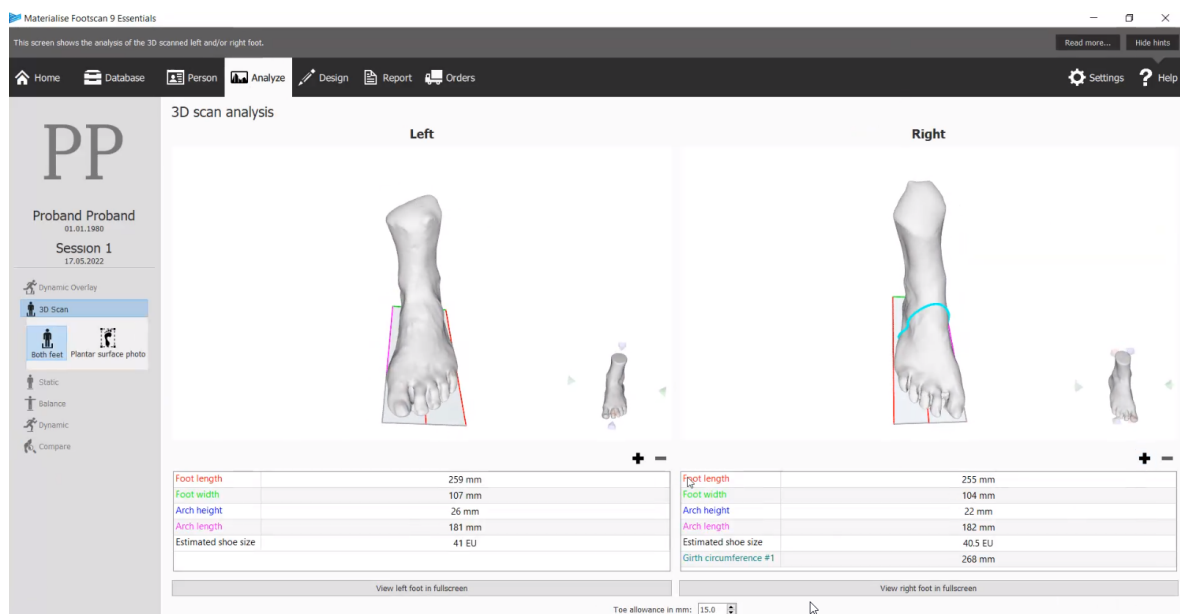 Materialise Footscan 9 Essentials
This screen shows the analysis of the 3D scanned left and/or right foot.
Read more...
Hide hints
Home
Database
Person
Analyze
Design
Report
Orders
Settings
Help
PP
Proband Proband
01.01.1980
Session 1
17.05.2022
Dynamic Overlay
3D Scan
Both feet
Plantar surface photo
Static
Balance
Dynamic
Compere
3D scan analysis
Left
Right
Foot length 259 mm
Foot width 107 mm
Arch height 26 mm
Arch length 181 mm
Estimated shoe size 41 EU
View left foot in fullscreen
Foot length 255 mm
Foot width 104 mm
Arch height 22 mm
Arch length 182 mm
Estimated shoe size 40.5 EU
Girth circumference #1 268 mm
View right foot in fullscreen
Toe allowance in mm: 15.0